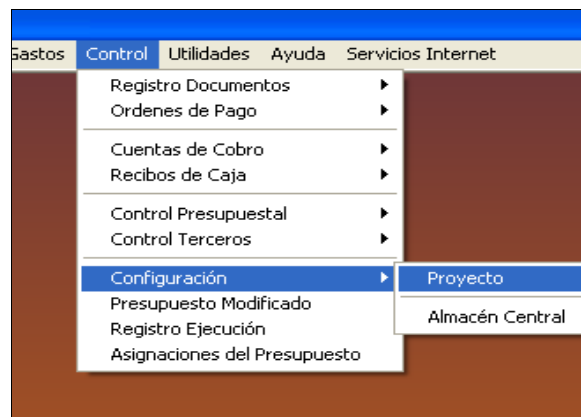 Gastos Control Utilidades Ayuda Servicios Internet
Registro Documentos
Ordenes de Pago
Cuentas de Cobro
Recibos de Caja
Control Presupuestal
Control Terceros
Configuración
Proyecto
Presupuesto Modificado
Almacén Central
Registro Ejecución
Asignaciones del Presupuesto